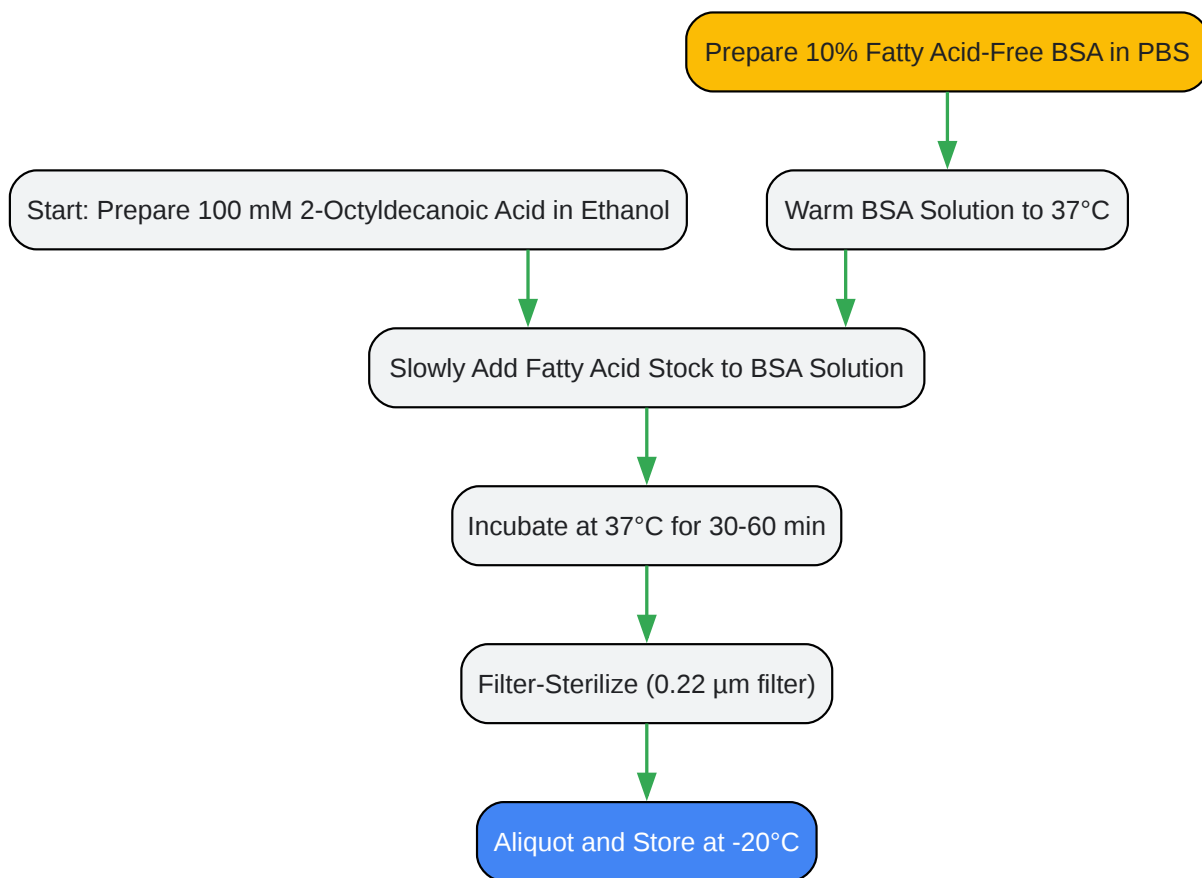 Prepare 10% Fatty Acid-Free BSA in PBS
Start: Prepare 100 mM 2-Octyldecanoic Acid in Ethanol
Warm BSA Solution to 37°C
Slowly Add Fatty Acid Stock to BSA Solution
Incubate at 37°C for 30-60 min
Filter-Sterilize (0.22 µm filter)
Aliquot and Store at -20°C